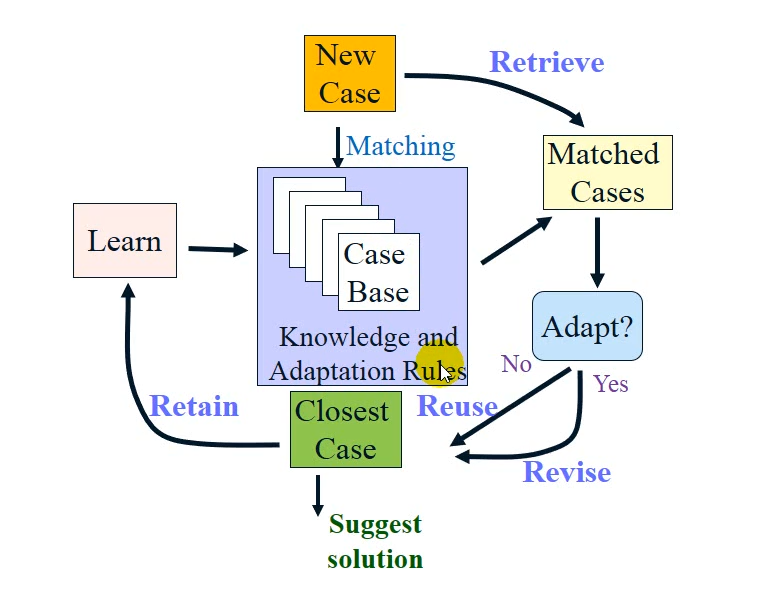 New
Case
Retrieve
Matching
Matched
Cases
Learn
Case
Base
Knowledge and
Adaptation Rules
Adapt?
No
Yes
Retain
Closest
Case
Reuse
Revise
Suggest
solution